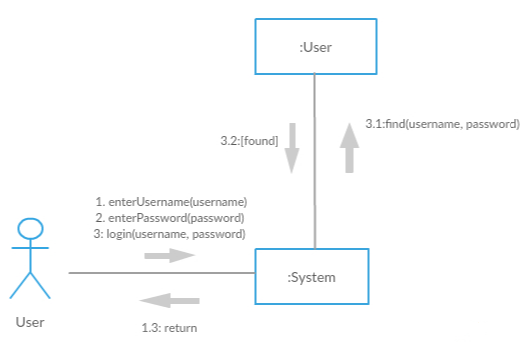 :User
3.1:find(username, password)
3.2:[found]
1. enterUsername(username)
2. enterPassword(password)
3: login(username, password)
:System
User
1.3: return